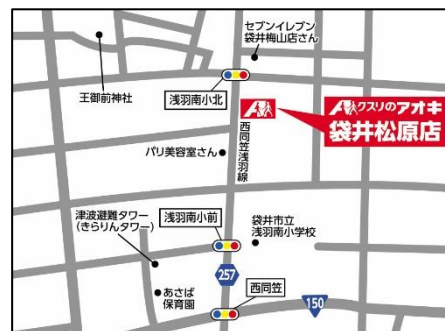 セブンイレブン
袋井梅山店さん
王御前神社
浅羽南小北
クスリのアオキ
袋井松原店
西同笠浅羽線
パリ美容室さん
津波避難タワー
(きらりんタワー)
浅羽南小前
袋井市立
浅羽南小学校
257
あさば
保育園
西同笠
150